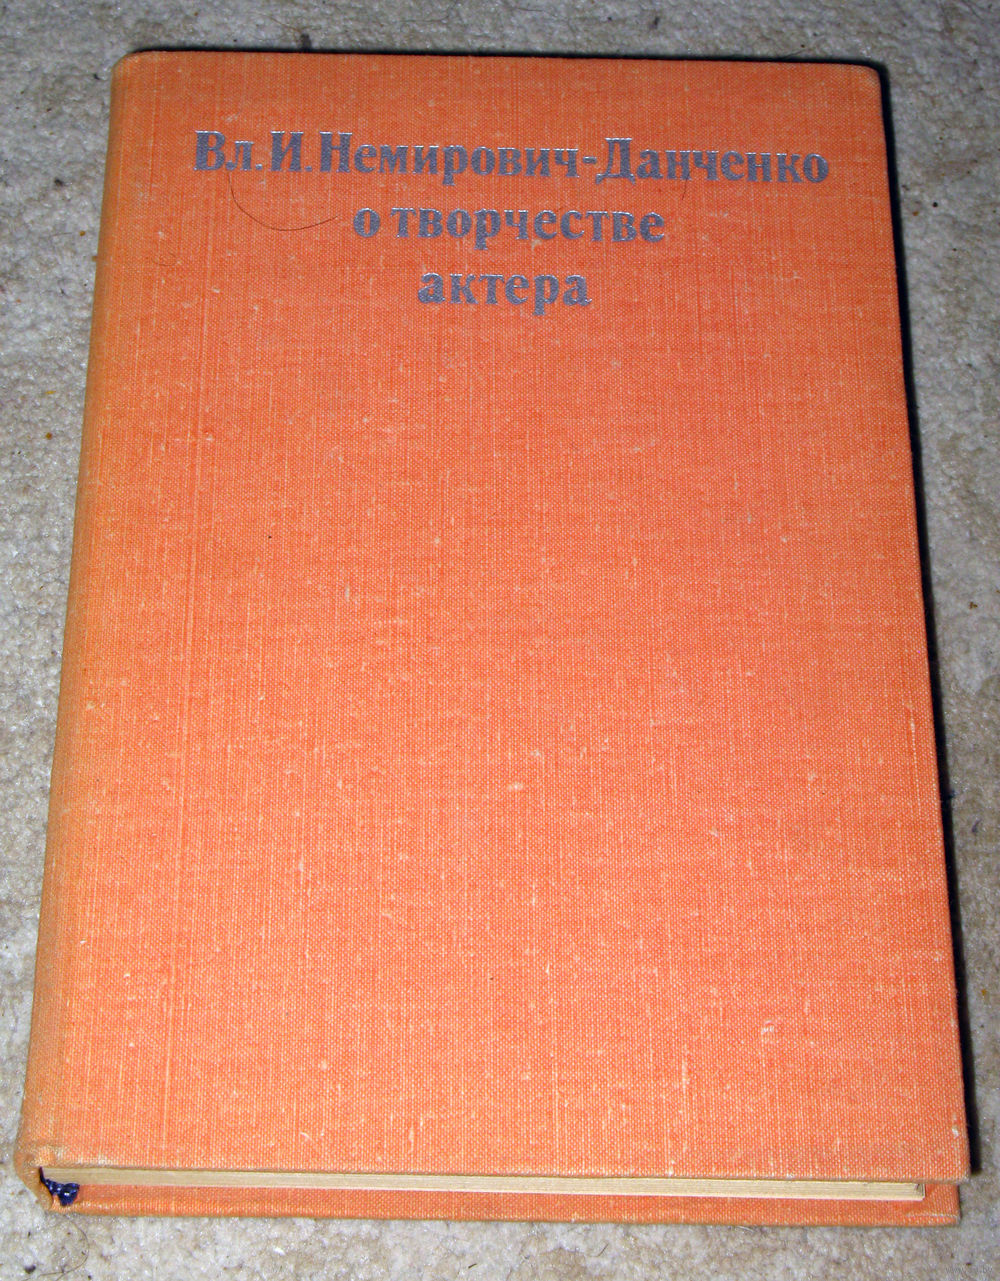 Вл. И. Немирович-Данченко
о творчестве
актера